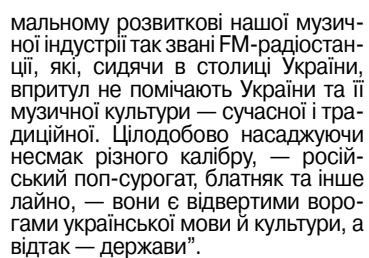 мальному розвиткові нашої музич-
ної індустрії так звані FM-радіостан-
ції, які, сидячи в столиці України,
впритул не помічають України та її
музичної культури — сучасної і тра-
диційної. Цілодобово насаджуючи
несмак різного калібру, — росій-
ський поп-сурогат, блатняк та інше
лайно, — вони є відвертими воро-
гами української мови й культури, а
відтак — держави”.